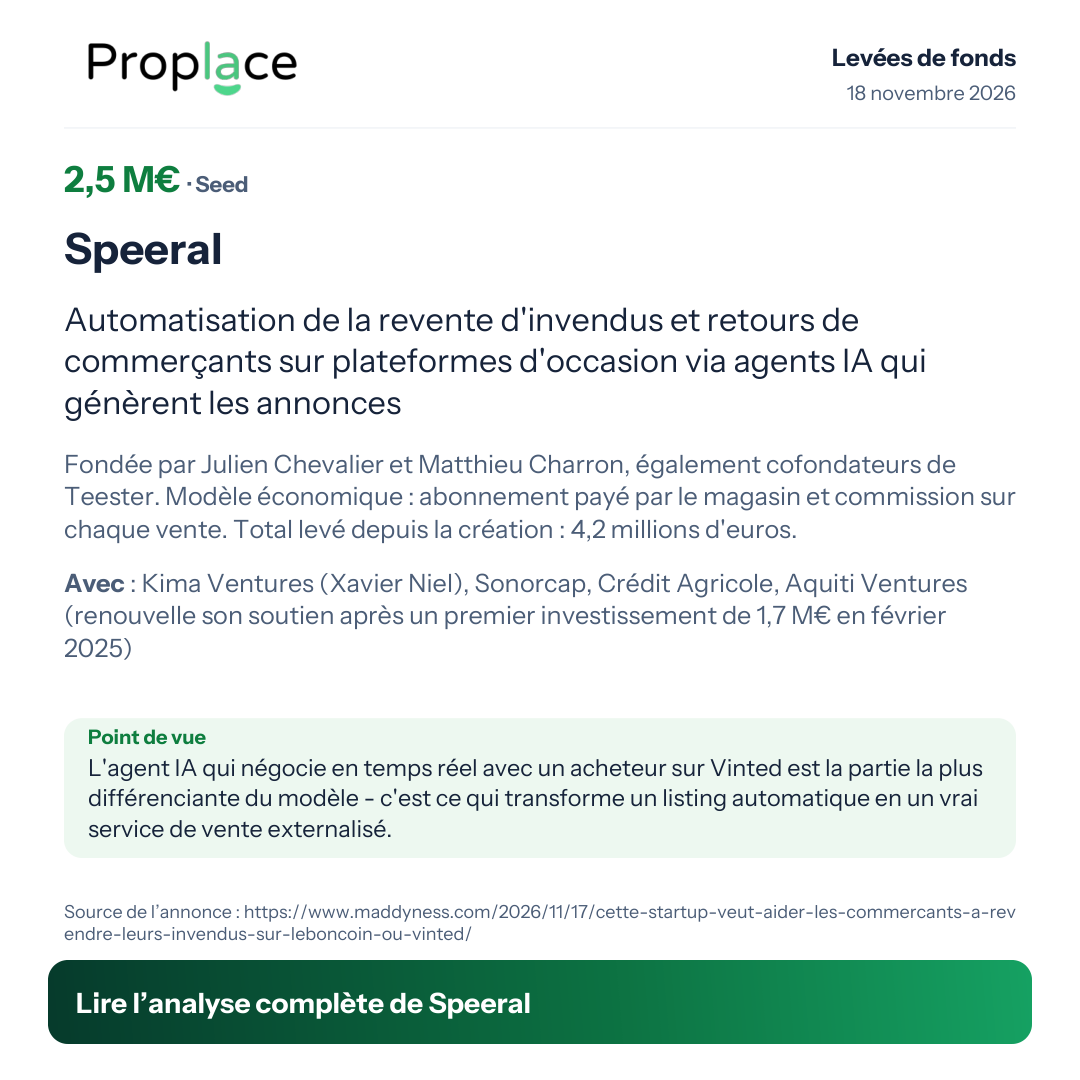 Proplace
Levées de fonds
18 novembre 2026
2,5 M€ · Seed
Speeral
Automatisation de la revente d'invendus et retours de
commerçants sur plateformes d'occasion via agents IA qui
génèrent les annonces
Fondée par Julien Chevalier et Matthieu Charron, également cofondateurs de
Teester. Modèle économique : abonnement payé par le magasin et commission sur
chaque vente. Total levé depuis la création : 4,2 millions d'euros.
Avec : Kima Ventures (Xavier Niel), Sonorcap, Crédit Agricole, Aquiti Ventures
(renouvelle son soutien après un premier investissement de 1,7 M€ en février
2025)
Point de vue
L'agent IA qui négocie en temps réel avec un acheteur sur Vinted est la partie la plus
différenciante du modèle - c'est ce qui transforme un listing automatique en un vrai
service de vente externalisé.
Source de l’annonce : https://www.maddyness.com/2026/11/17/cette-startup-veut-aider-les-commercants-a-rev
endre-leurs-invendus-sur-leboncoin-ou-vinted/
Lire l’analyse complète de Speeral